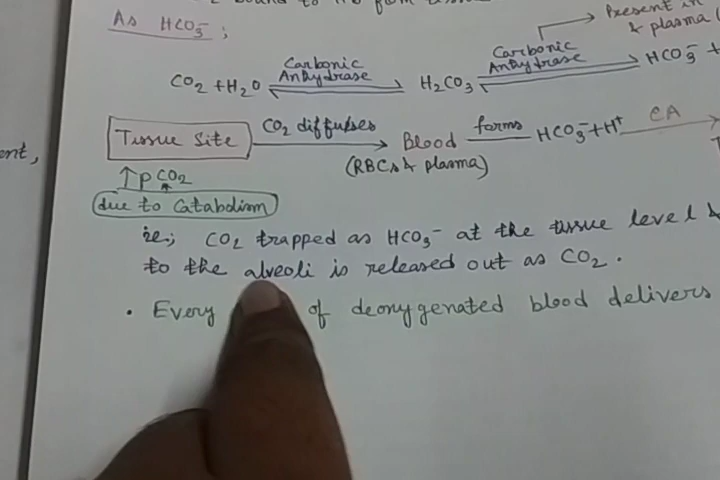 As HCO₃⁻ ;
Present in
& plasma (
CO₂ + H₂O Carbonic Anhydrase H₂CO₃ Carbonic Anhydrase HCO₃⁻ +
Tissue Site CO₂ diffuses Blood forms HCO₃⁻ + H⁺ CA
(RBCs & plasma)
↑pCO₂
due to Catabolism
ie; CO₂ trapped as HCO₃⁻ at the tissue level &
to the alveoli is released out as CO₂.
• Every of deoxygenated blood delivers